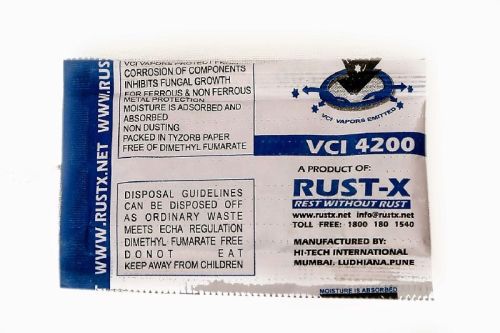 WWW.RUSTX.NET WWW.RUS
VCI VAPORS PROTECT FREE
CORROSION OF COMPONENTS
INHIBITS FUNGAL GROWTH
FOR FERROUS & NON FERROUS
METAL PROTECTION
MOISTURE IS ADSORBED AND
ABSORBED
NON DUSTING
PACKED IN TYZORB PAPER
FREE OF DIMETHYL FUMARATE
DISPOSAL GUIDELINES
CAN BE DISPOSED OFF
AS ORDINARY WASTE
MEETS ECHA REGULATION
DIMETHYL FUMARATE FREE
DONOT EAT
KEEP AWAY FROM CHILDREN
VCI VAPORS EMITTED
VCI 4200
A PRODUCT OF:
RUST-X
REST WITHOUT RUST
www.rustx.net info@rustx.net
TOLL FREE: 1800 180 1540
MANUFACTURED BY:
HI-TECH INTERNATIONAL
MUMBAI. LUDHIANA.PUNE
MOISTURE IS ABSORBED